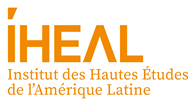 IHEAL
Institut des Hautes Études
de l'Amérique Latine